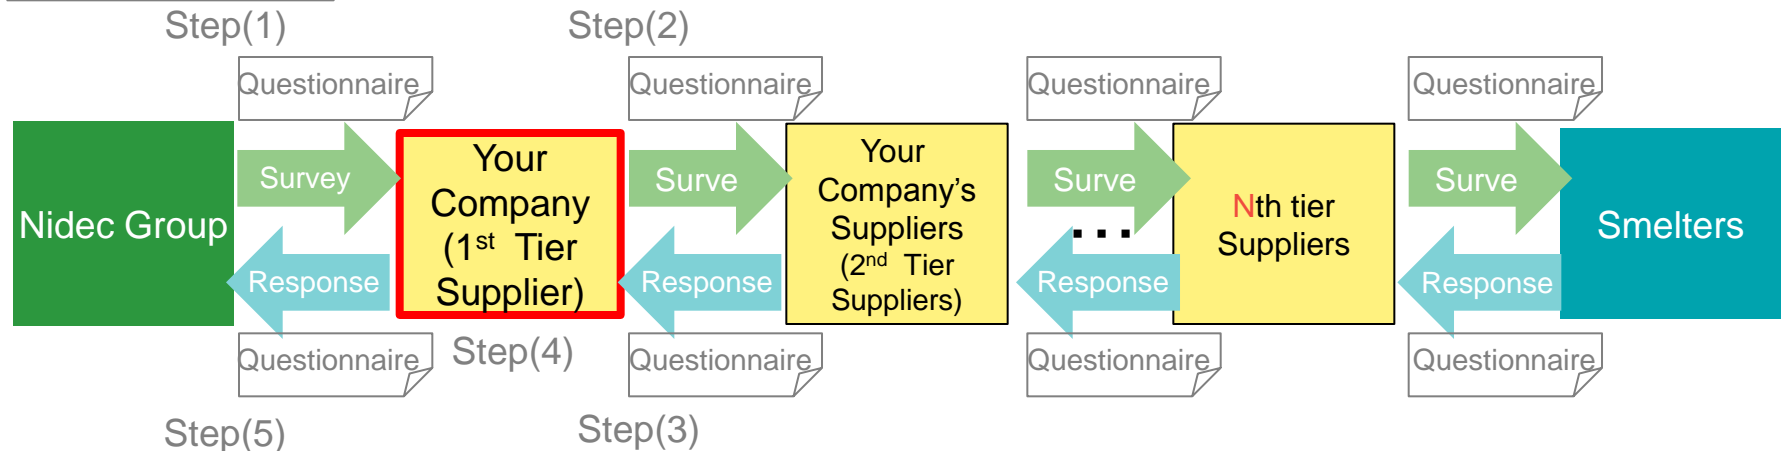 Step(1)
Step(2)
Questionnaire
Questionnaire
Questionnaire
Questionnaire
Nidec Group
Survey
Your
Company
(1st Tier
Supplier)
Surve
Your
Company’s
Suppliers
(2nd Tier
Suppliers)
Surve
...
Nth tier
Suppliers
Surve
Smelters
Response
Response
Response
Response
Questionnaire
Step(4)
Questionnaire
Questionnaire
Questionnaire
Step(5)
Step(3)